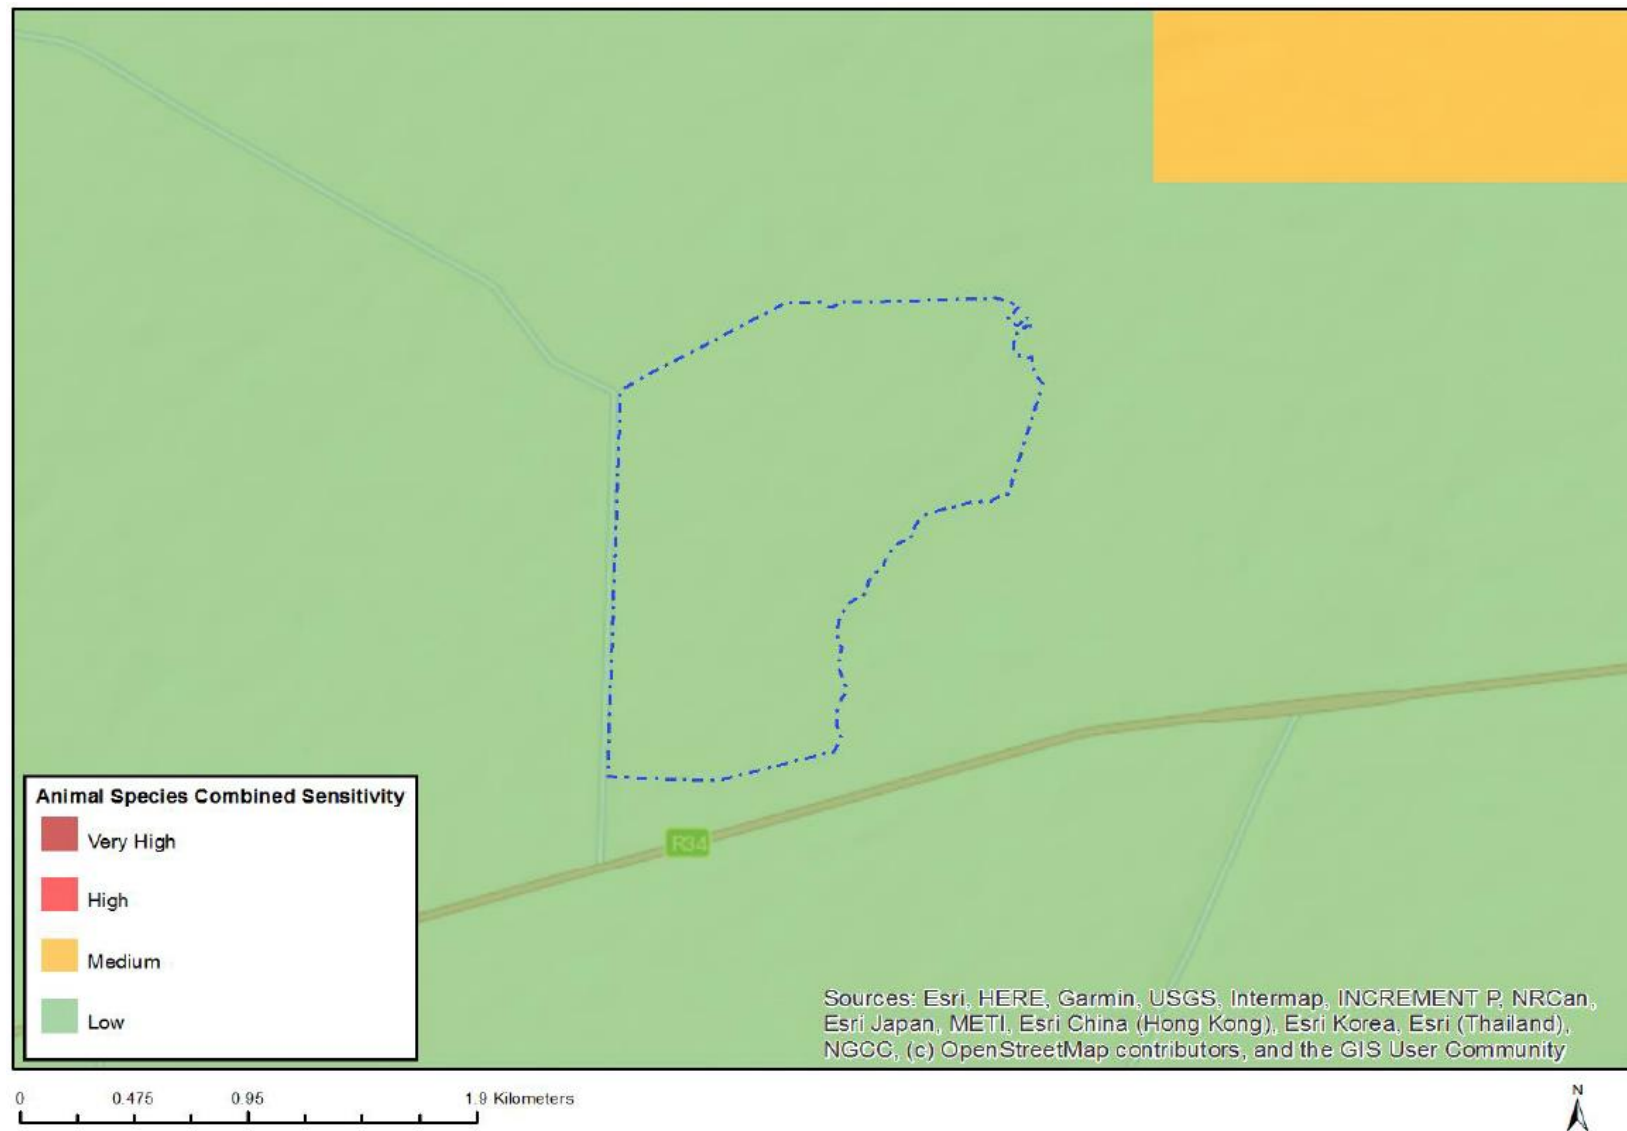 R34
Animal Species Combined Sensitivity
Very High
High
Medium
Low
Sources: Esri, HERE, Garmin, USGS, Intermap, INCREMENT P, NRCan,
Esri Japan, METI, Esri China (Hong Kong), Esri Korea, Esri (Thailand),
NGCC, (c) OpenStreetMap contributors, and the GIS User Community
0 0.475 0.95 1.9 Kilometers
N